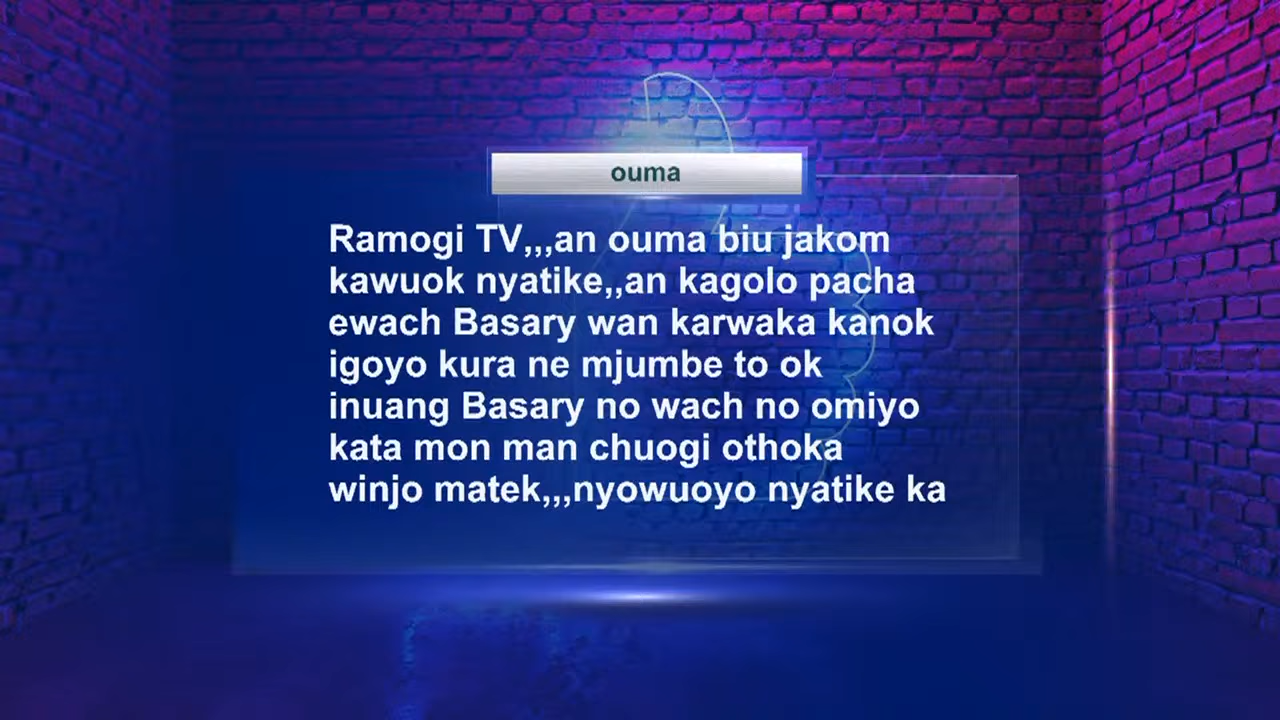 ouma
Ramogi TV,,,an ouma biu jakom
kawuok nyatike,,an kagolo pacha
ewach Basary wan karwaka kanok
igoyo kura ne mjumbe to ok
inuang Basary no wach no omiyo
kata mon man chuogi othoka
winjo matek,,,nyowuoyo nyatike ka